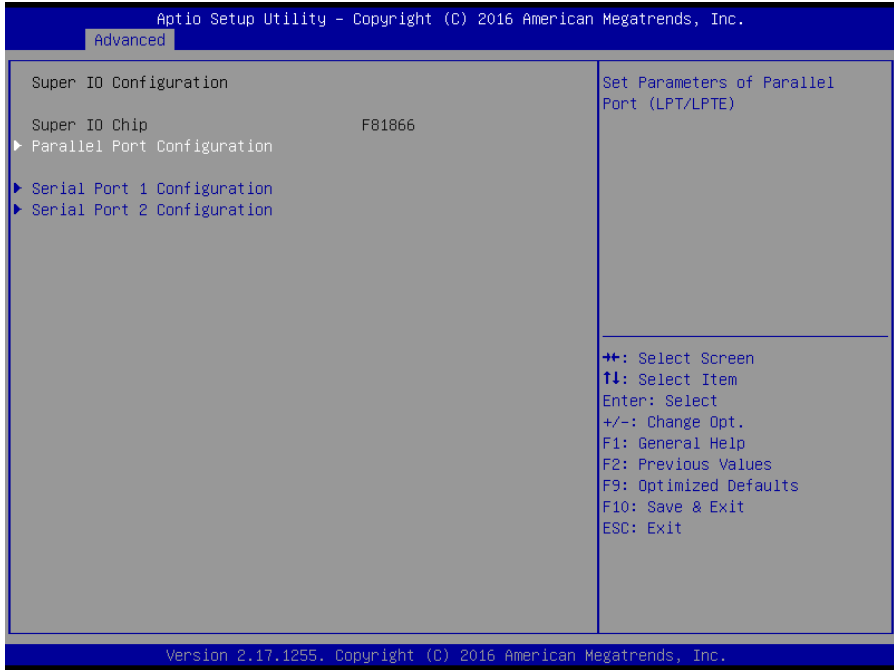 Aptio Setup Utility – Copyright (C) 2016 American Megatrends, Inc.
Advanced
Super IO Configuration
Super IO Chip F81866
Parallel Port Configuration
Serial Port 1 Configuration
Serial Port 2 Configuration
Set Parameters of Parallel
Port (LPT/LPTE)
→←: Select Screen
↑↓: Select Item
Enter: Select
+/-: Change Opt.
F1: General Help
F2: Previous Values
F9: Optimized Defaults
F10: Save & Exit
ESC: Exit
Version 2.17.1255. Copyright (C) 2016 American Megatrends, Inc.